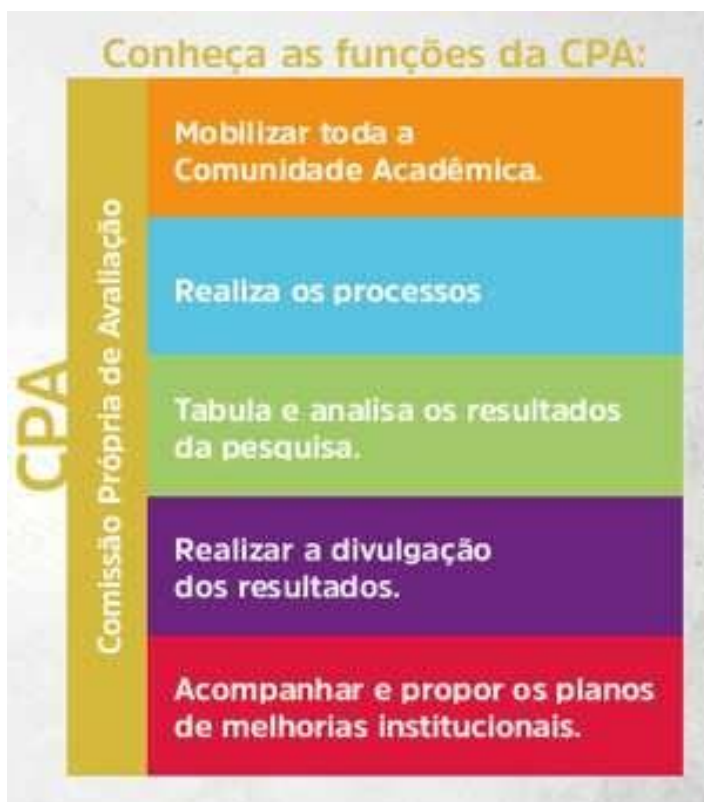 Conheça as funções da CPA:
CPA
Comissão Própria de Avaliação
Mobilizar toda a
Comunidade Acadêmica.
Realiza os processos
Tabula e analisa os resultados
da pesquisa.
Realizar a divulgação
dos resultados.
Acompanhar e propor os planos
de melhorias institucionais.